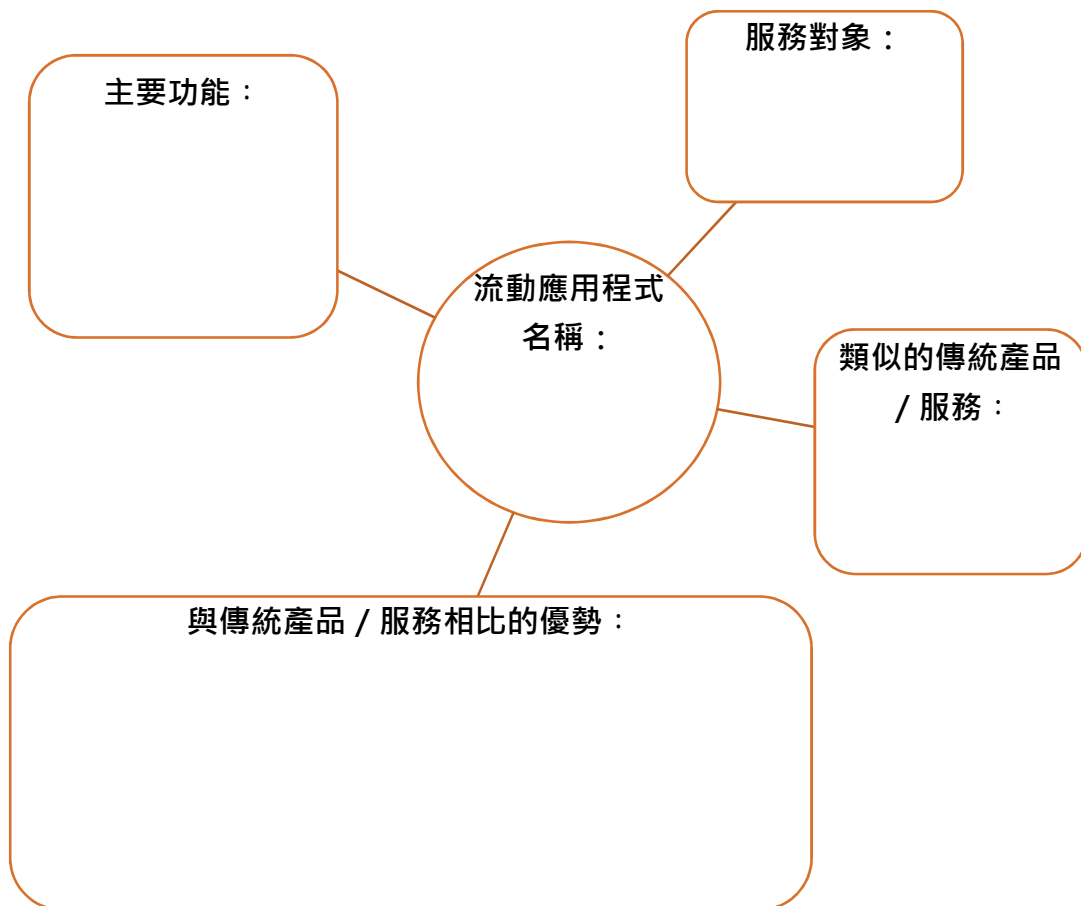 服務對象：
主要功能：
流動應用程式
名稱：
類似的傳統產品
/ 服務：
與傳統產品 / 服務相比的優勢：